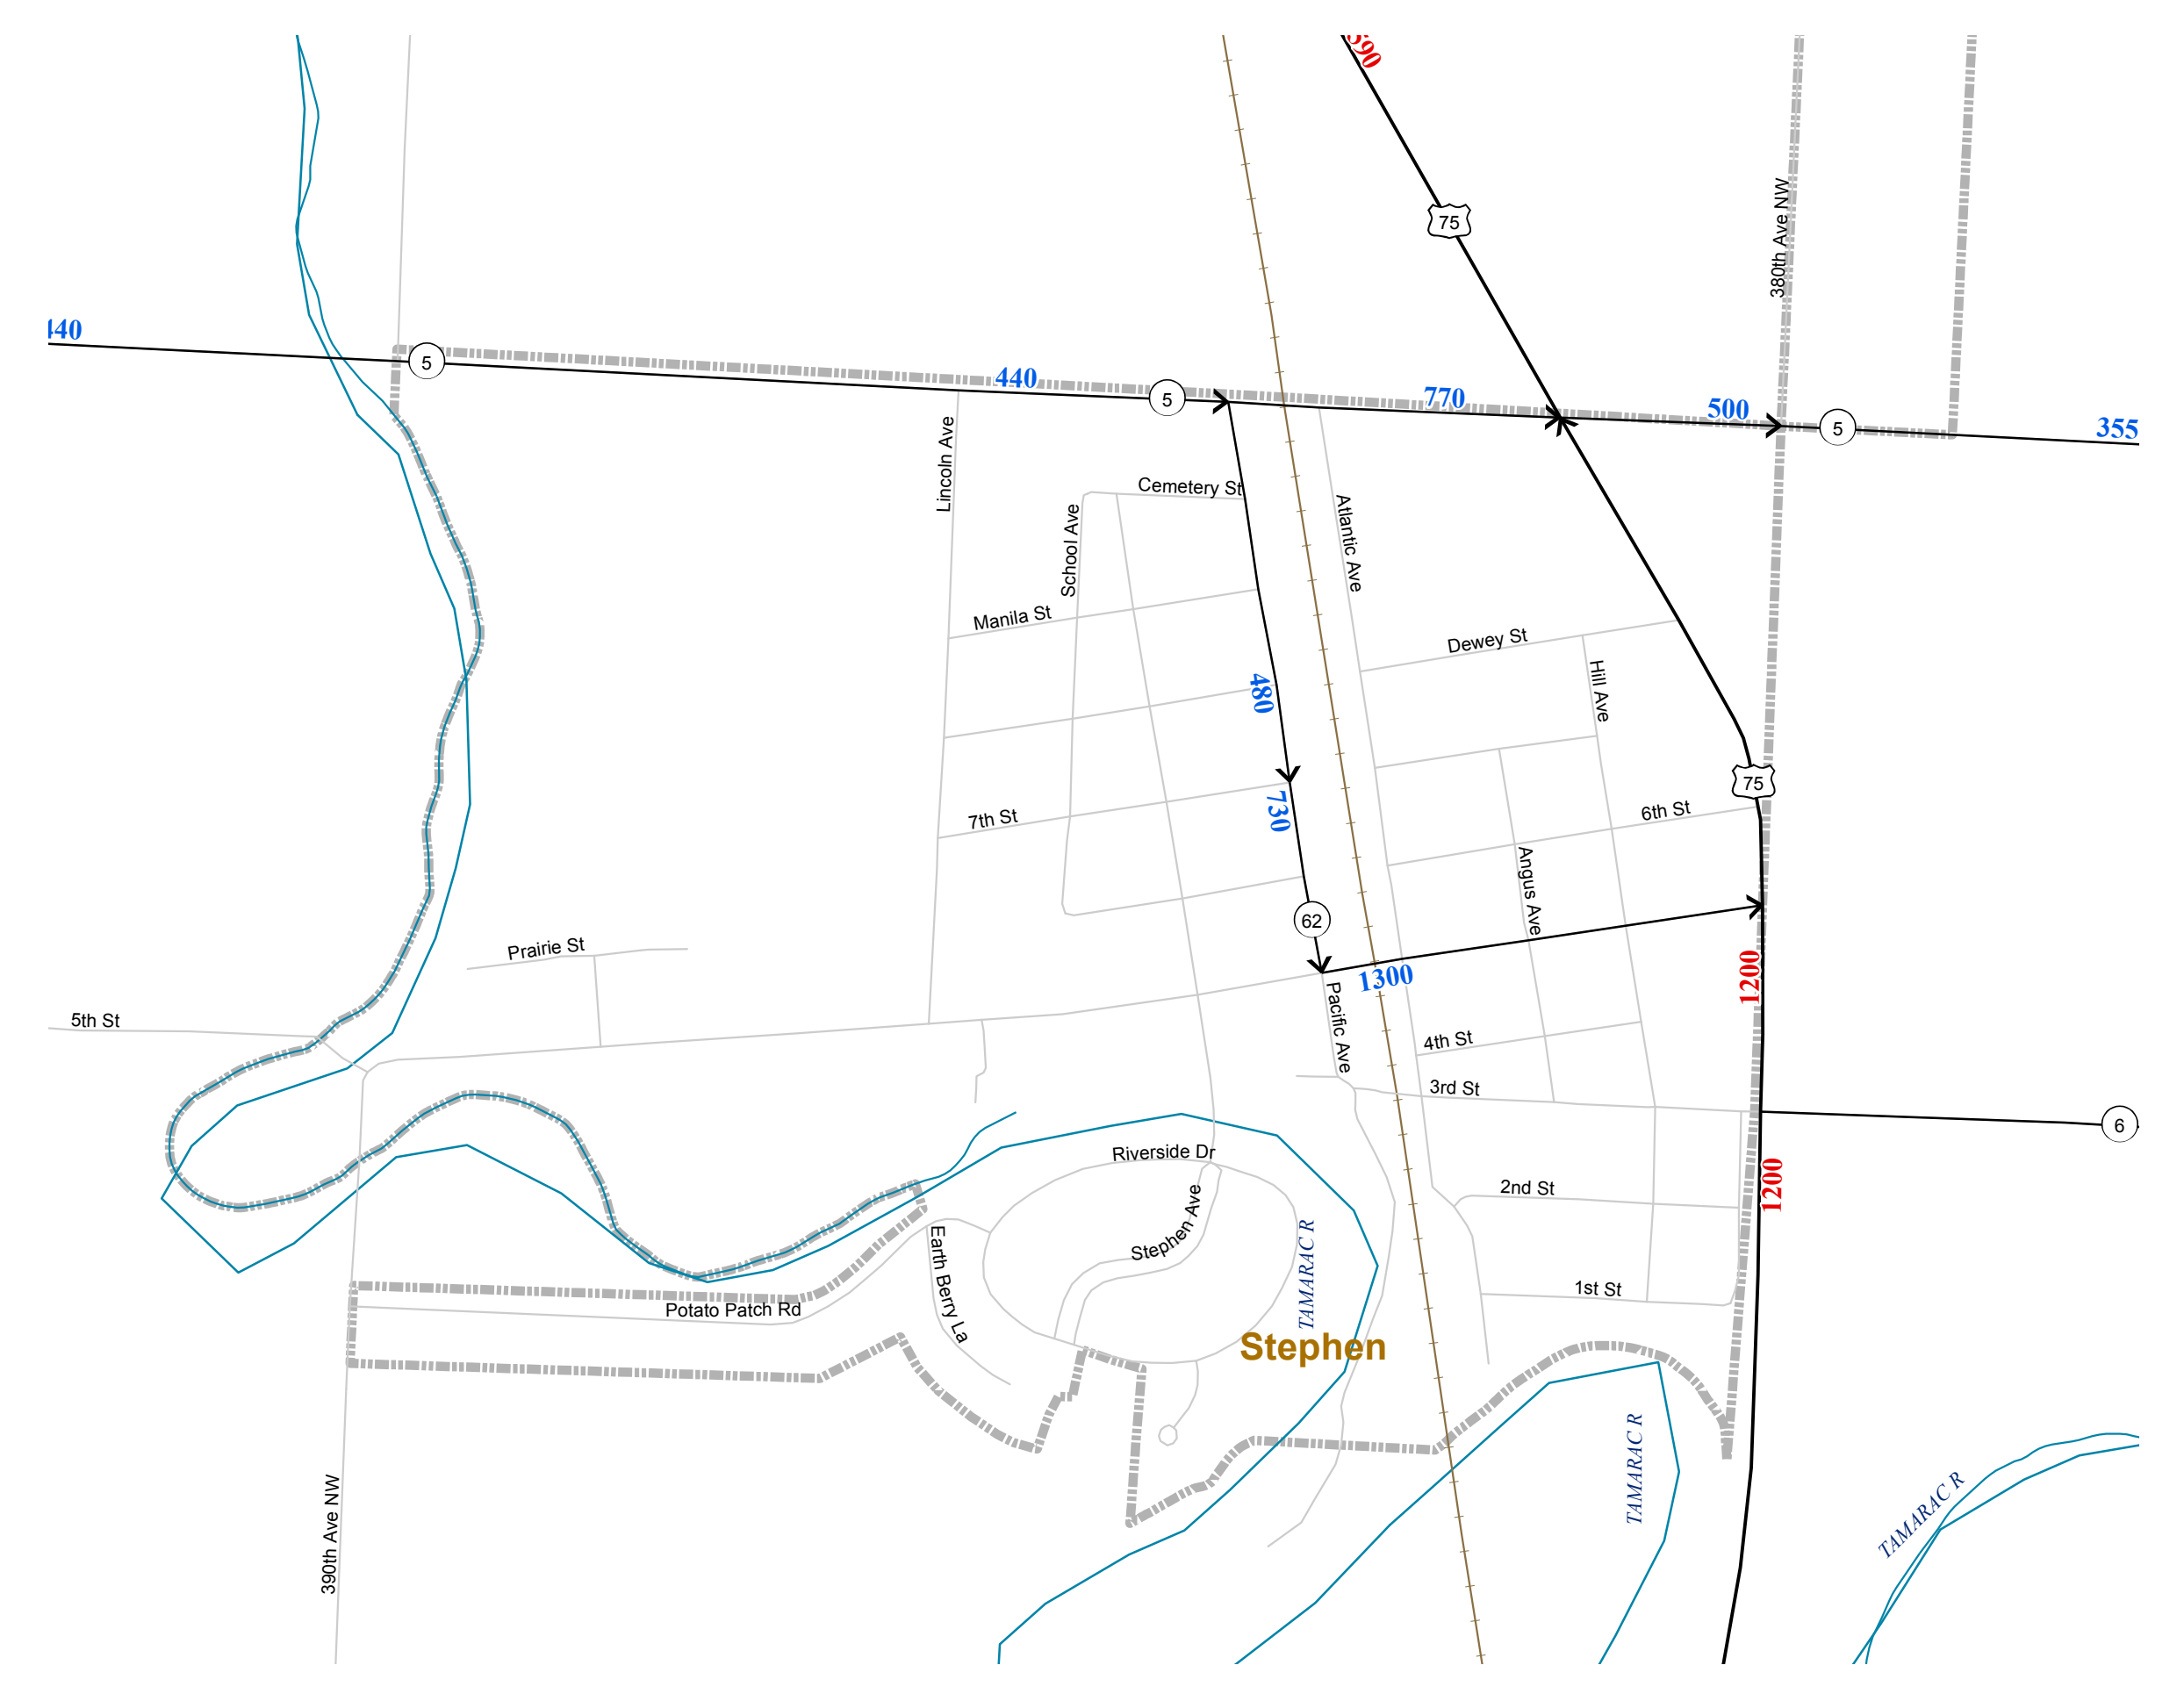 75
380th Ave NW
5
440
5
770
500
5
355
Lincoln Ave
Cemetery St
School Ave
Atlantic Ave
Manila St
Dewey St
Hill Ave
480
75
730
7th St
6th St
Angus Ave
62
Prairie St
1300
1200
5th St
Pacific Ave
4th St
3rd St
6
Riverside Dr
1200
2nd St
Stephen Ave
TAMARAC R
Earth Berry La
1st St
Potato Patch Rd
Stephen
TAMARAC R
TAMARAC R
390th Ave NW